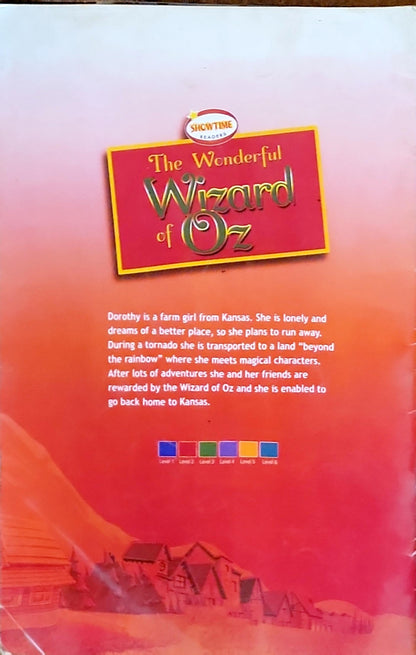 SHOWTIME
READERS
The Wonderful
Wizard
of Oz
Dorothy is a farm girl from Kansas. She is lonely and
dreams of a better place, so she plans to run away.
During a tornado she is transported to a land "beyond
the rainbow" where she meets magical characters.
After lots of adventures she and her friends are
rewarded by the Wizard of Oz and she is enabled to
go back home to Kansas.
Level 1 Level 2 Level 3 Level 4 Level 5 Level 6